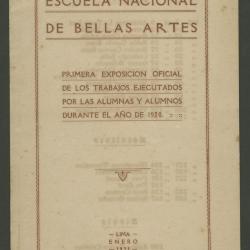 ESCUELA NACIONAL
DE BELLAS ARTES
PRIMERA EXPOSICION OFICIAL
DE LOS TRABAJOS EJECUTADOS
POR LAS ALUMNAS Y ALUMNOS
DURANTE EL AÑO DE 1920. :: ::
— LIMA —
ENERO